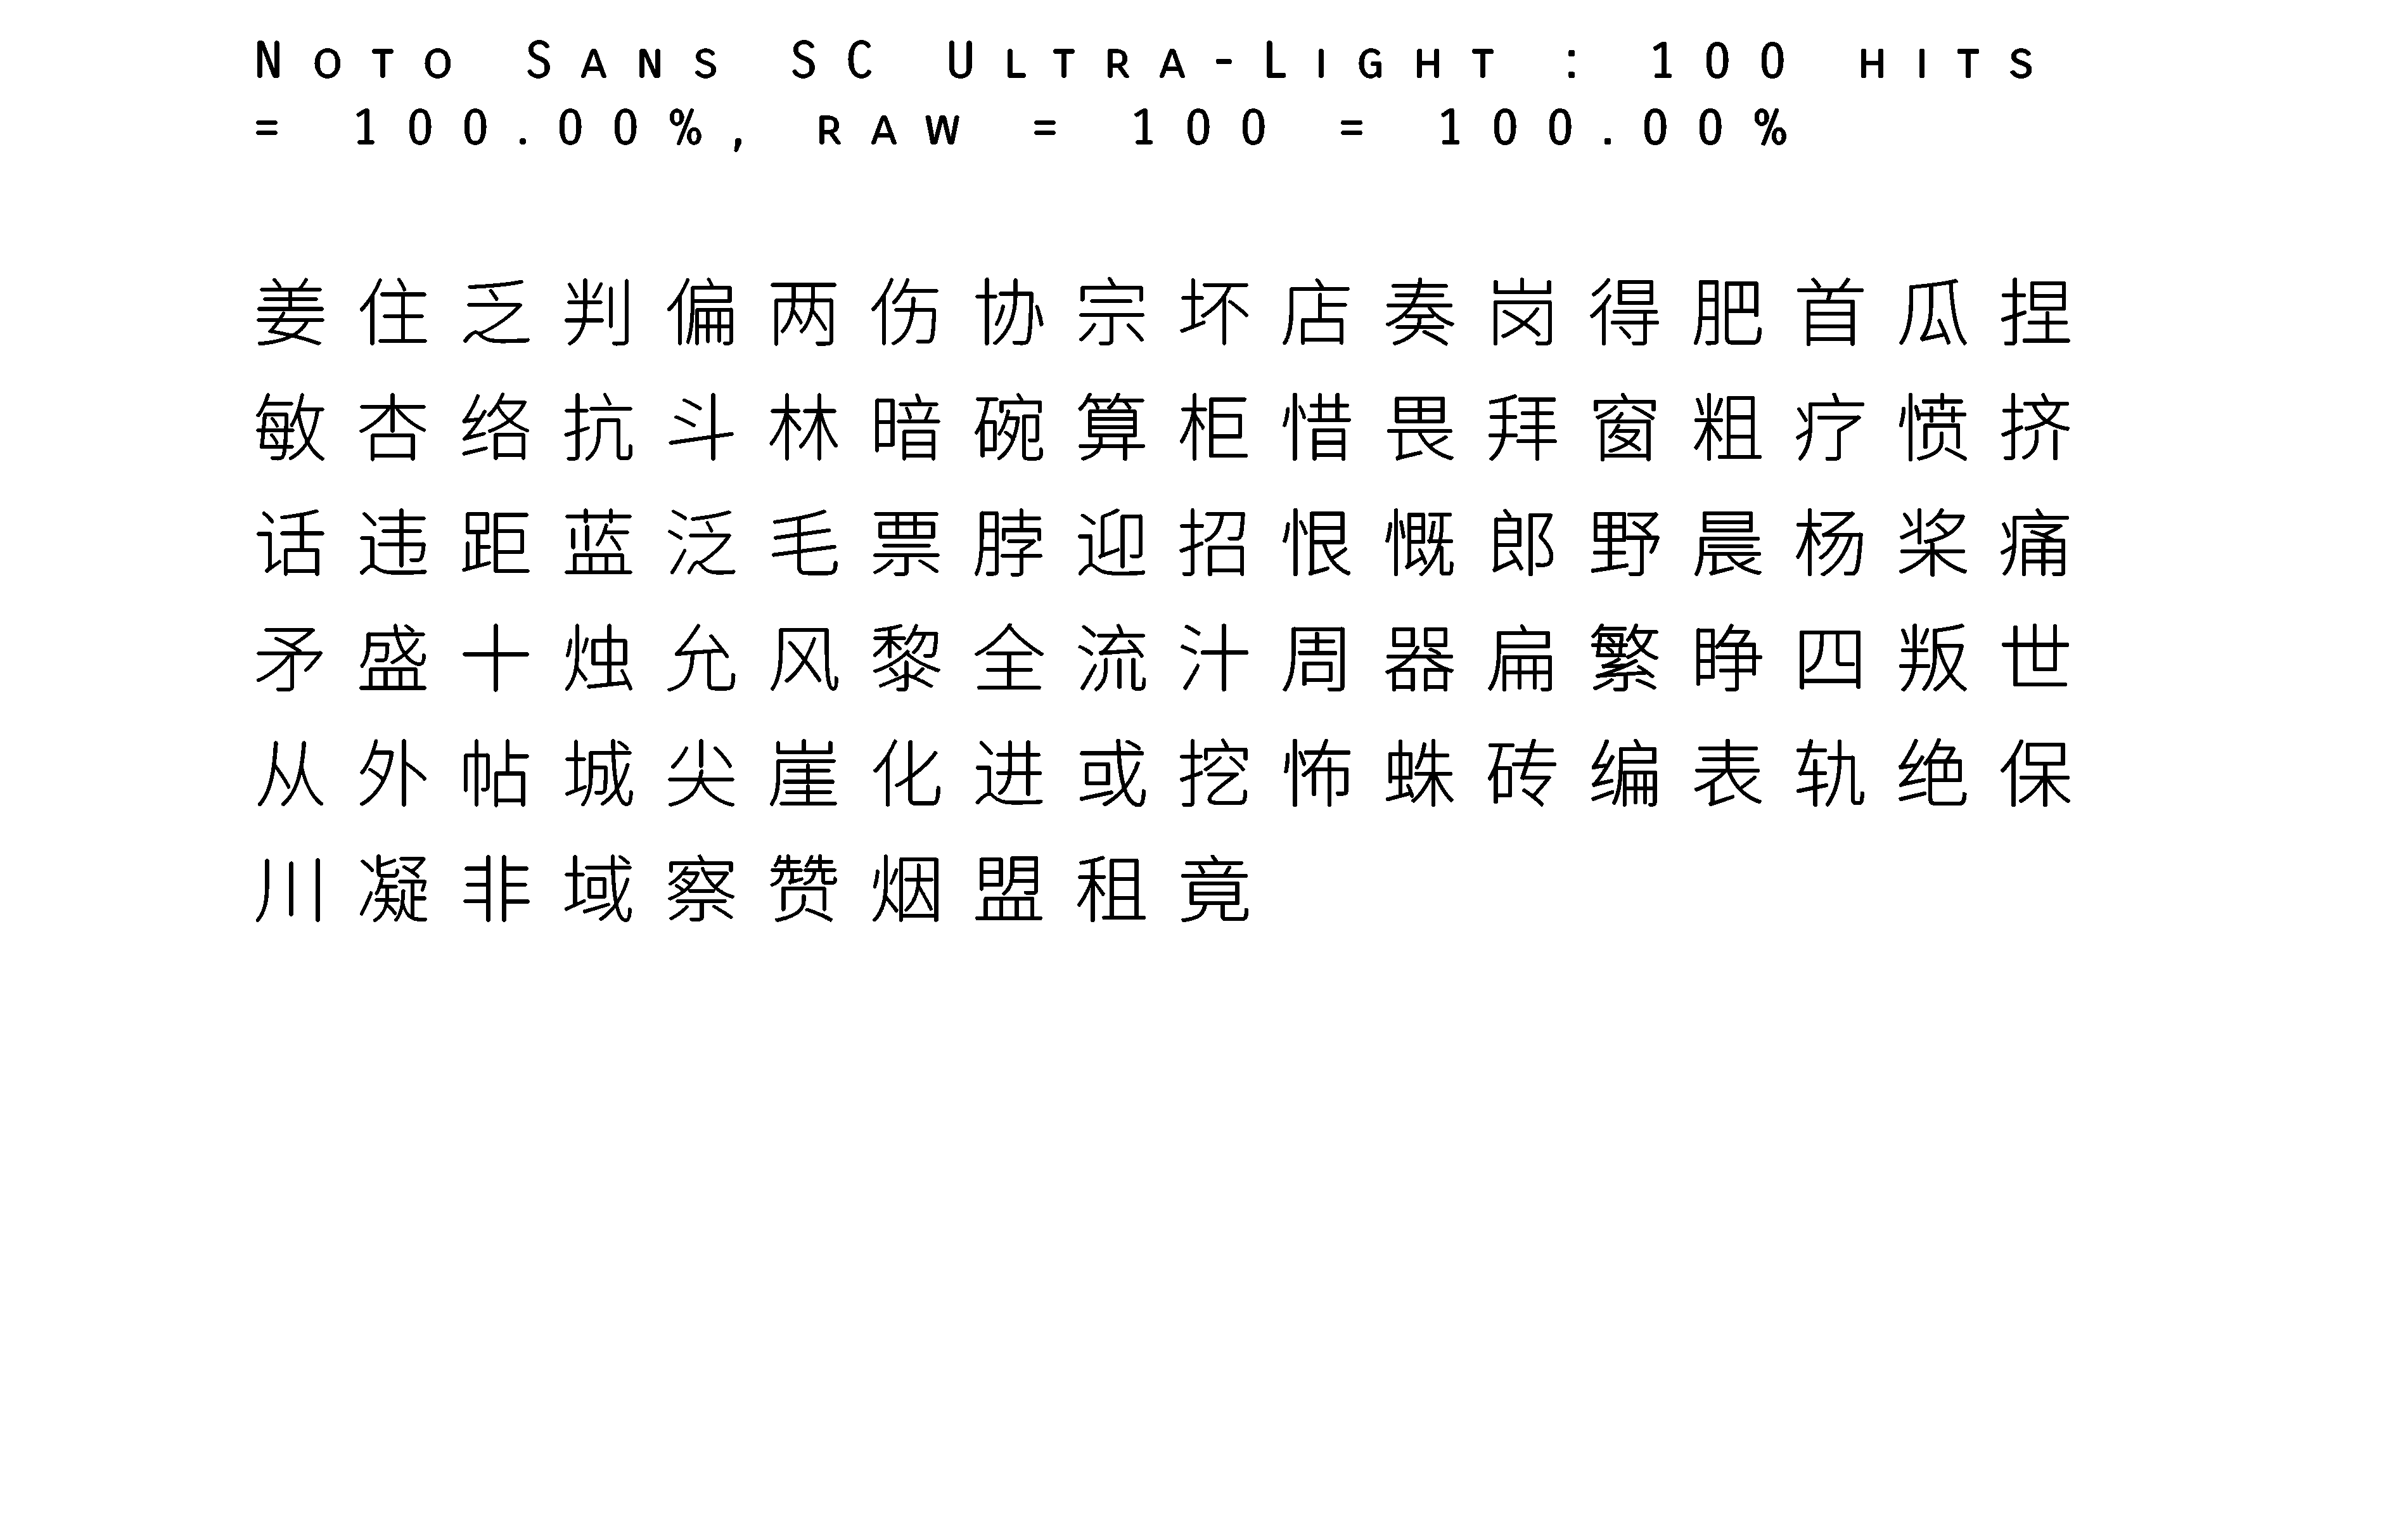 Noto Sans SC Ultra-Light : 100 hits
= 100.00%, raw = 100 = 100.00%
姜住乏判偏两伤协宗坏店奏岗得肥首瓜捏
敏杏络抗斗林暗碗算柜惜畏拜窗粗疗愤挤
话违距蓝泛毛票脖迎招恨慨郎野晨杨桨痛
矛盛十烛允风黎全流汁周器扁繁睁四叛世
从外帖城尖崖化进或挖怖蛛砖编表轨绝保
川凝非域察赞烟盟租竟